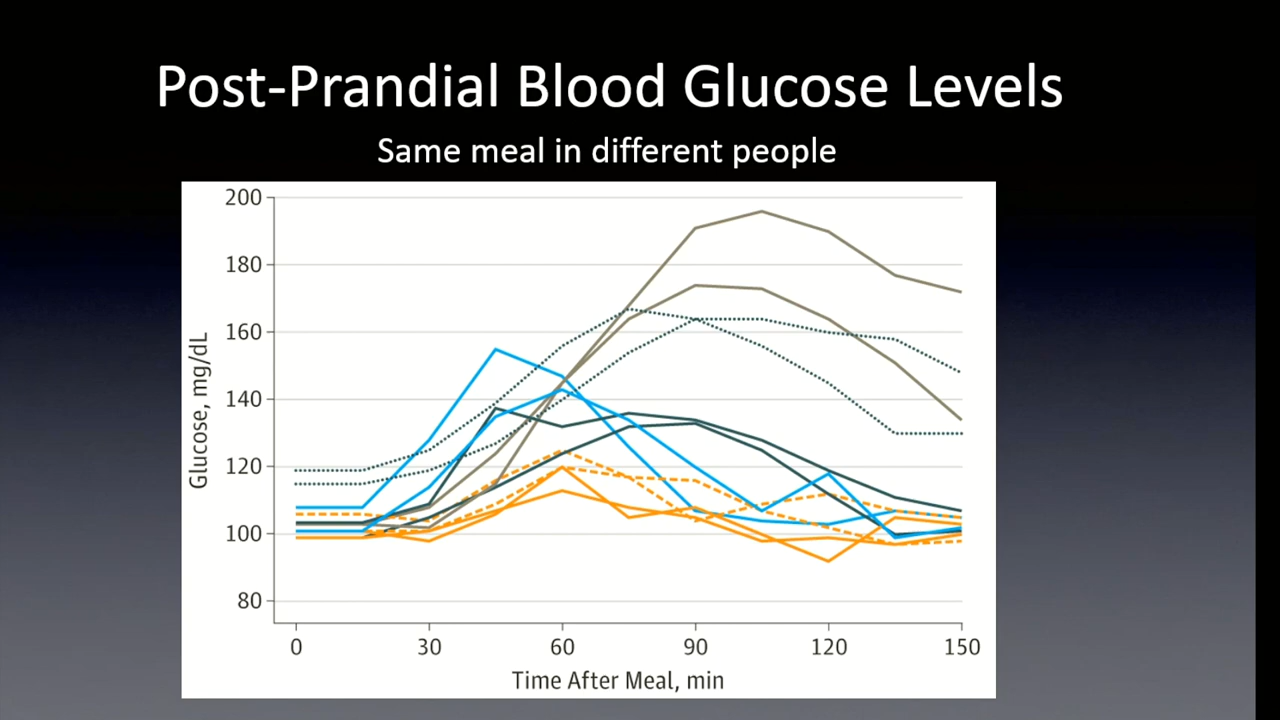 Post-Prandial Blood Glucose Levels
Same meal in different people
200
180
160
140
120
100
80
Glucose, mg/dL
0 30 60 90 120 150
Time After Meal, min